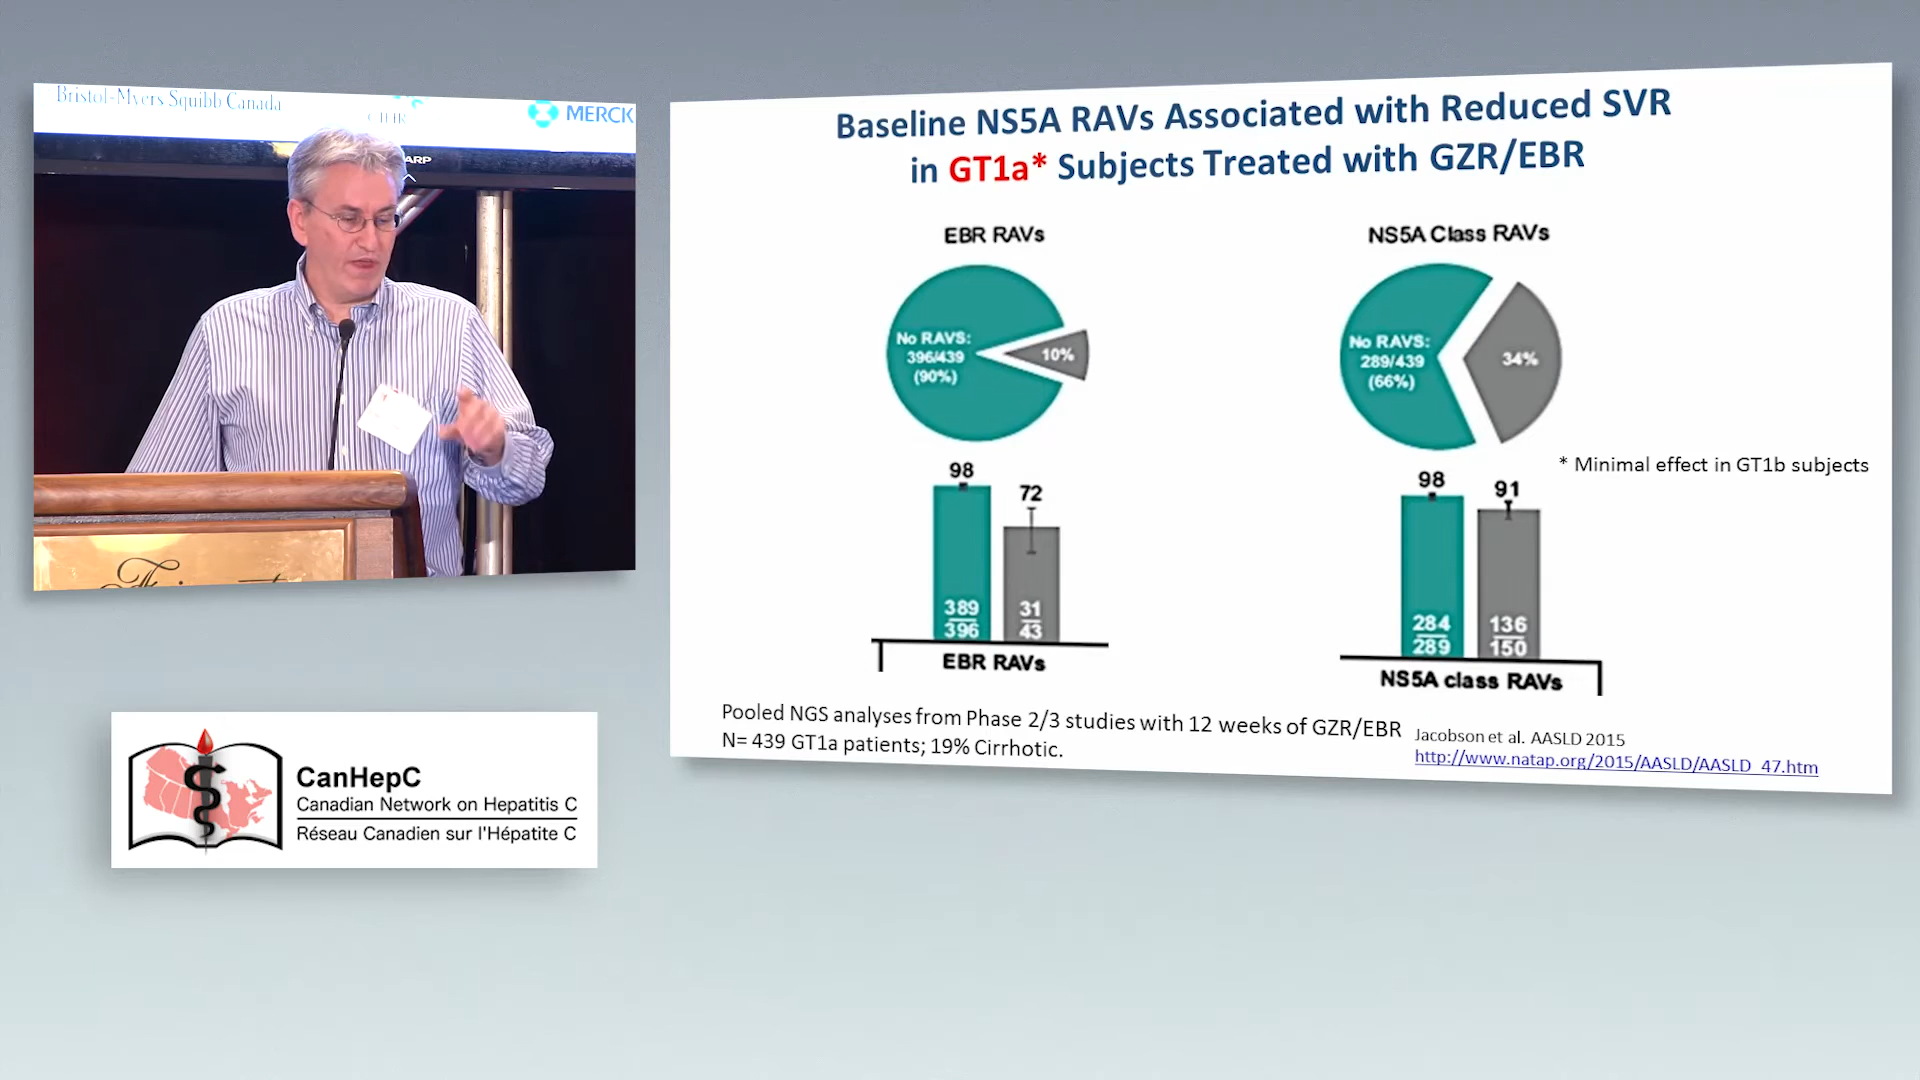 Bristol-Myers Squibb Canada
CIHR
MERCK
ARP
Baseline NS5A RAVs Associated with Reduced SVR
in GT1a* Subjects Treated with GZR/EBR
EBR RAVs
No RAVS:
396/439
(90%)
10%
98
72
389
396
31
43
EBR RAVs
NS5A Class RAVs
No RAVS:
289/439
(66%)
34%
* Minimal effect in GT1b subjects
98
91
284
289
136
150
NS5A class RAVs
Pooled NGS analyses from Phase 2/3 studies with 12 weeks of GZR/EBR
N= 439 GT1a patients; 19% Cirrhotic.
Jacobson et al. AASLD 2015
http://www.natap.org/2015/AASLD/AASLD_47.htm
CanHepC
Canadian Network on Hepatitis C
Réseau Canadien sur l'Hépatite C